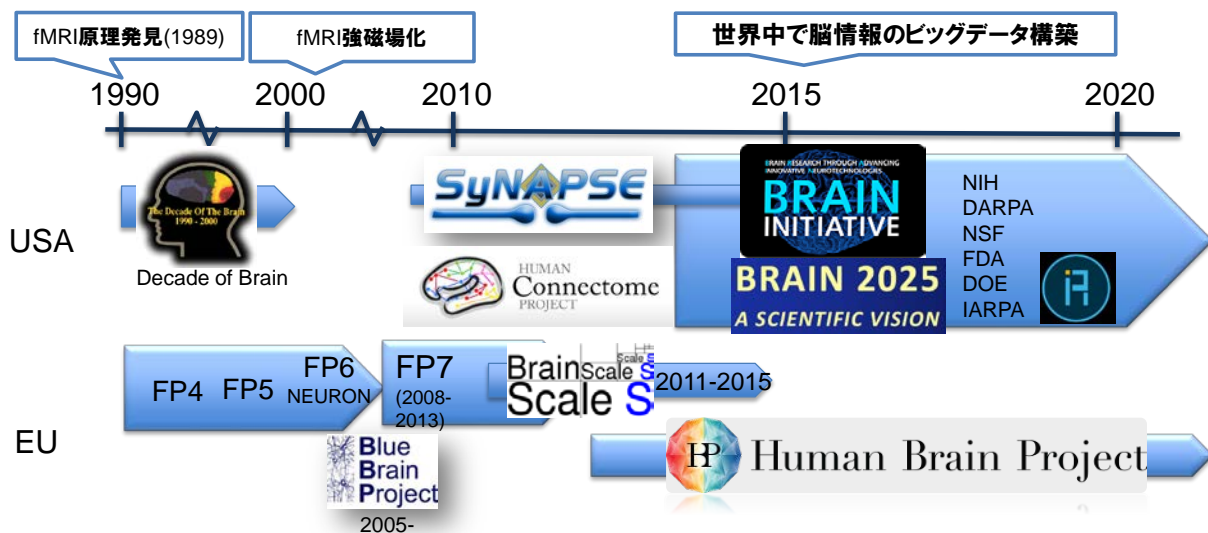 fMRI原理発見(1989)
fMRI強磁場化
世界中で脳情報のビッグデータ構築
1990
2000
2010
2015
2020
USA
The Decade Of The Brain
1990 - 2000
Decade of Brain
SyNAPSE
HUMAN
Connectome
PROJECT
BRAIN RESEARCH THROUGH ADVANCING
INNOVATIVE NEUROTECHNOLOGIES
BRAIN
INITIATIVE
BRAIN 2025
A SCIENTIFIC VISION
NIH
DARPA
NSF
FDA
DOE
IARPA
EU
FP4
FP5
FP6
NEURON
FP7
(2008-
2013)
BrainScale S
Scale S
Scale
2011-2015
Blue
Brain
Project
2005-
HBP
Human Brain Project